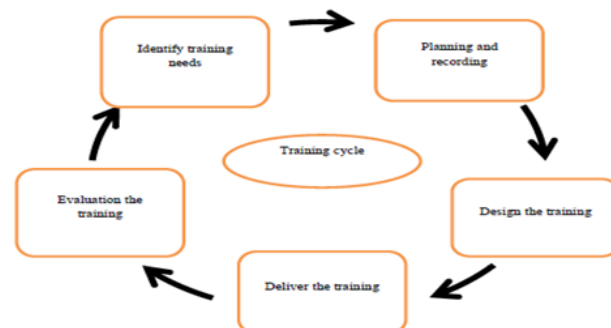 Identify training
needs
Planning and
recording
Training cycle
Evaluation the
training
Design the training
Deliver the training